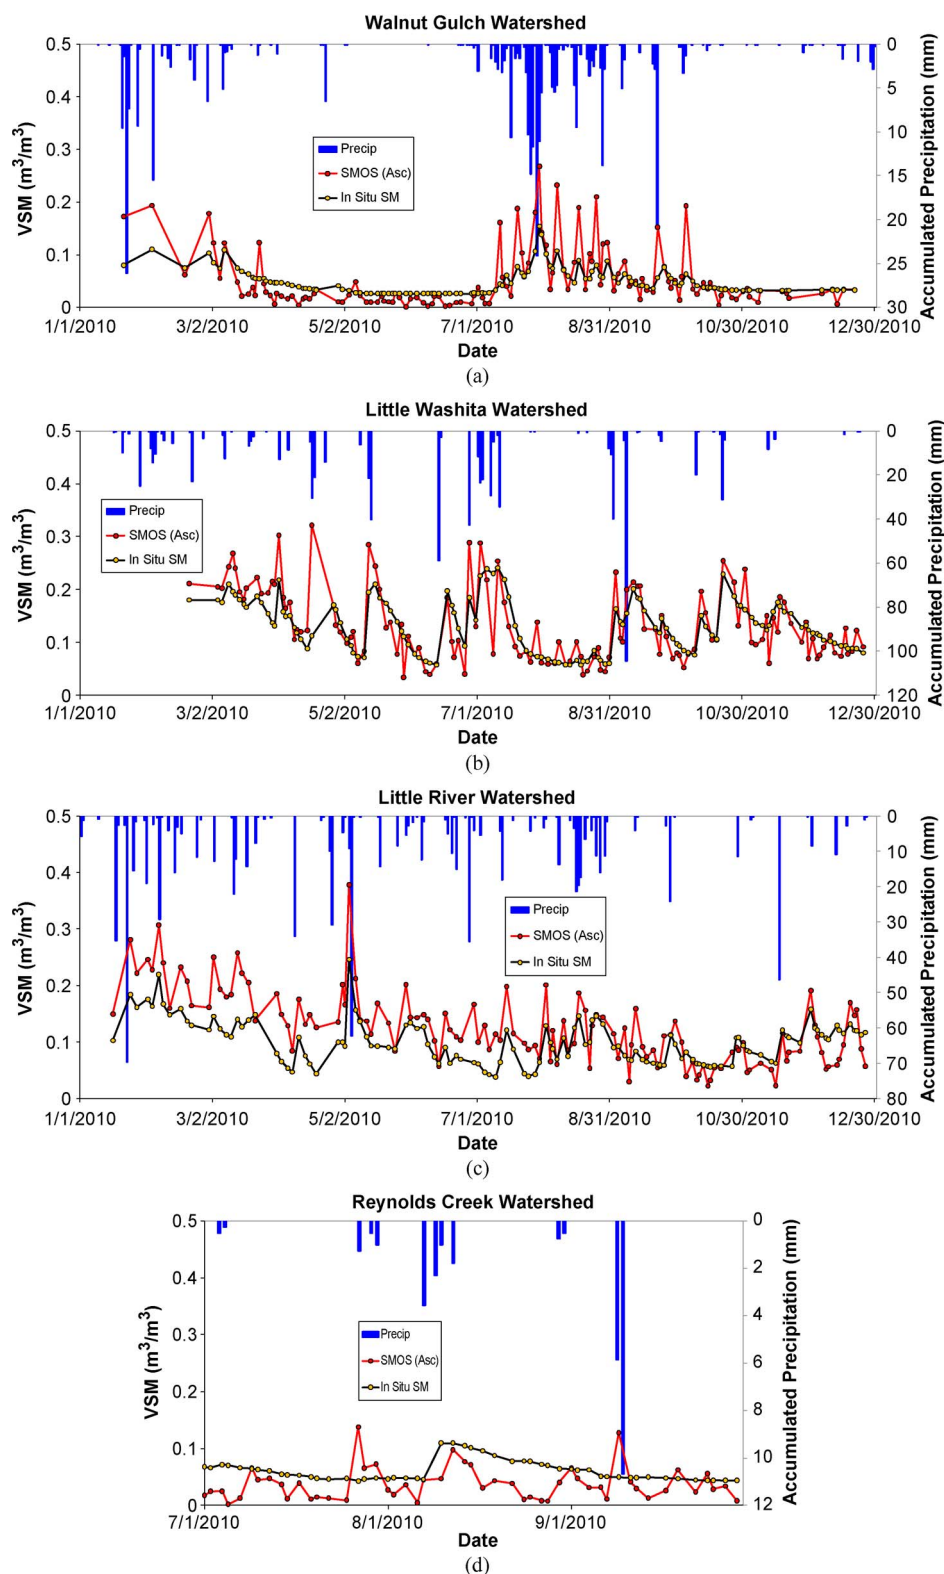 Walnut Gulch Watershed
0.5
0.4
0.3
0.2
0.1
0
VSM (m³/m³)
Precip
SMOS (Asc)
In Situ SM
0
5
10
15
20
25
30
Accumulated Precipitation (mm)
1/1/2010 3/2/2010 5/2/2010 7/1/2010 8/31/2010 10/30/2010 12/30/2010
Date
(a)
Little Washita Watershed
0.5
0.4
0.3
0.2
0.1
0
VSM (m³/m³)
Precip
SMOS (Asc)
In Situ SM
0
20
40
60
80
100
120
Accumulated Precipitation (mm)
1/1/2010 3/2/2010 5/2/2010 7/1/2010 8/31/2010 10/30/2010 12/30/2010
Date
(b)
Little River Watershed
0.5
0.4
0.3
0.2
0.1
0
VSM (m³/m³)
Precip
SMOS (Asc)
In Situ SM
0
10
20
30
40
50
60
70
80
Accumulated Precipitation (mm)
1/1/2010 3/2/2010 5/2/2010 7/1/2010 8/31/2010 10/30/2010 12/30/2010
Date
(c)
Reynolds Creek Watershed
0.5
0.4
0.3
0.2
0.1
0
VSM (m³/m³)
Precip
SMOS (Asc)
In Situ SM
0
2
4
6
8
10
12
Accumulated Precipitation (mm)
7/1/2010 8/1/2010 9/1/2010
Date
(d)